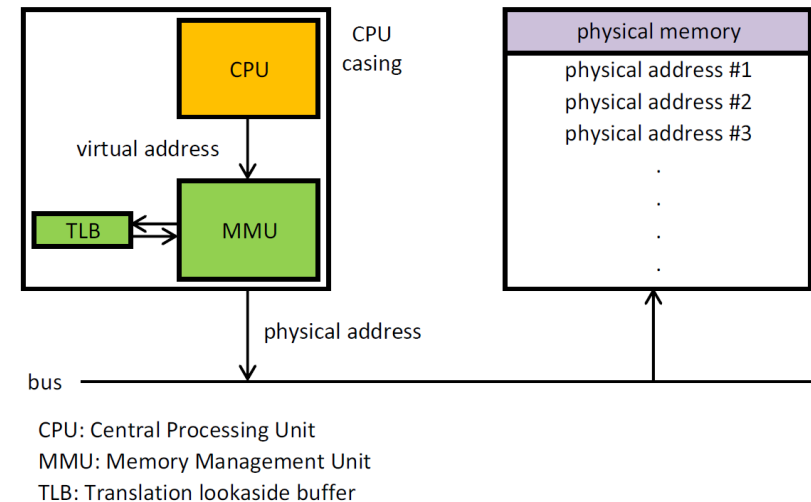 CPU
casing
CPU
virtual address
TLB
MMU
physical address
bus
physical memory
physical address #1
physical address #2
physical address #3
.
.
.
.
CPU: Central Processing Unit
MMU: Memory Management Unit
TLB: Translation lookaside buffer